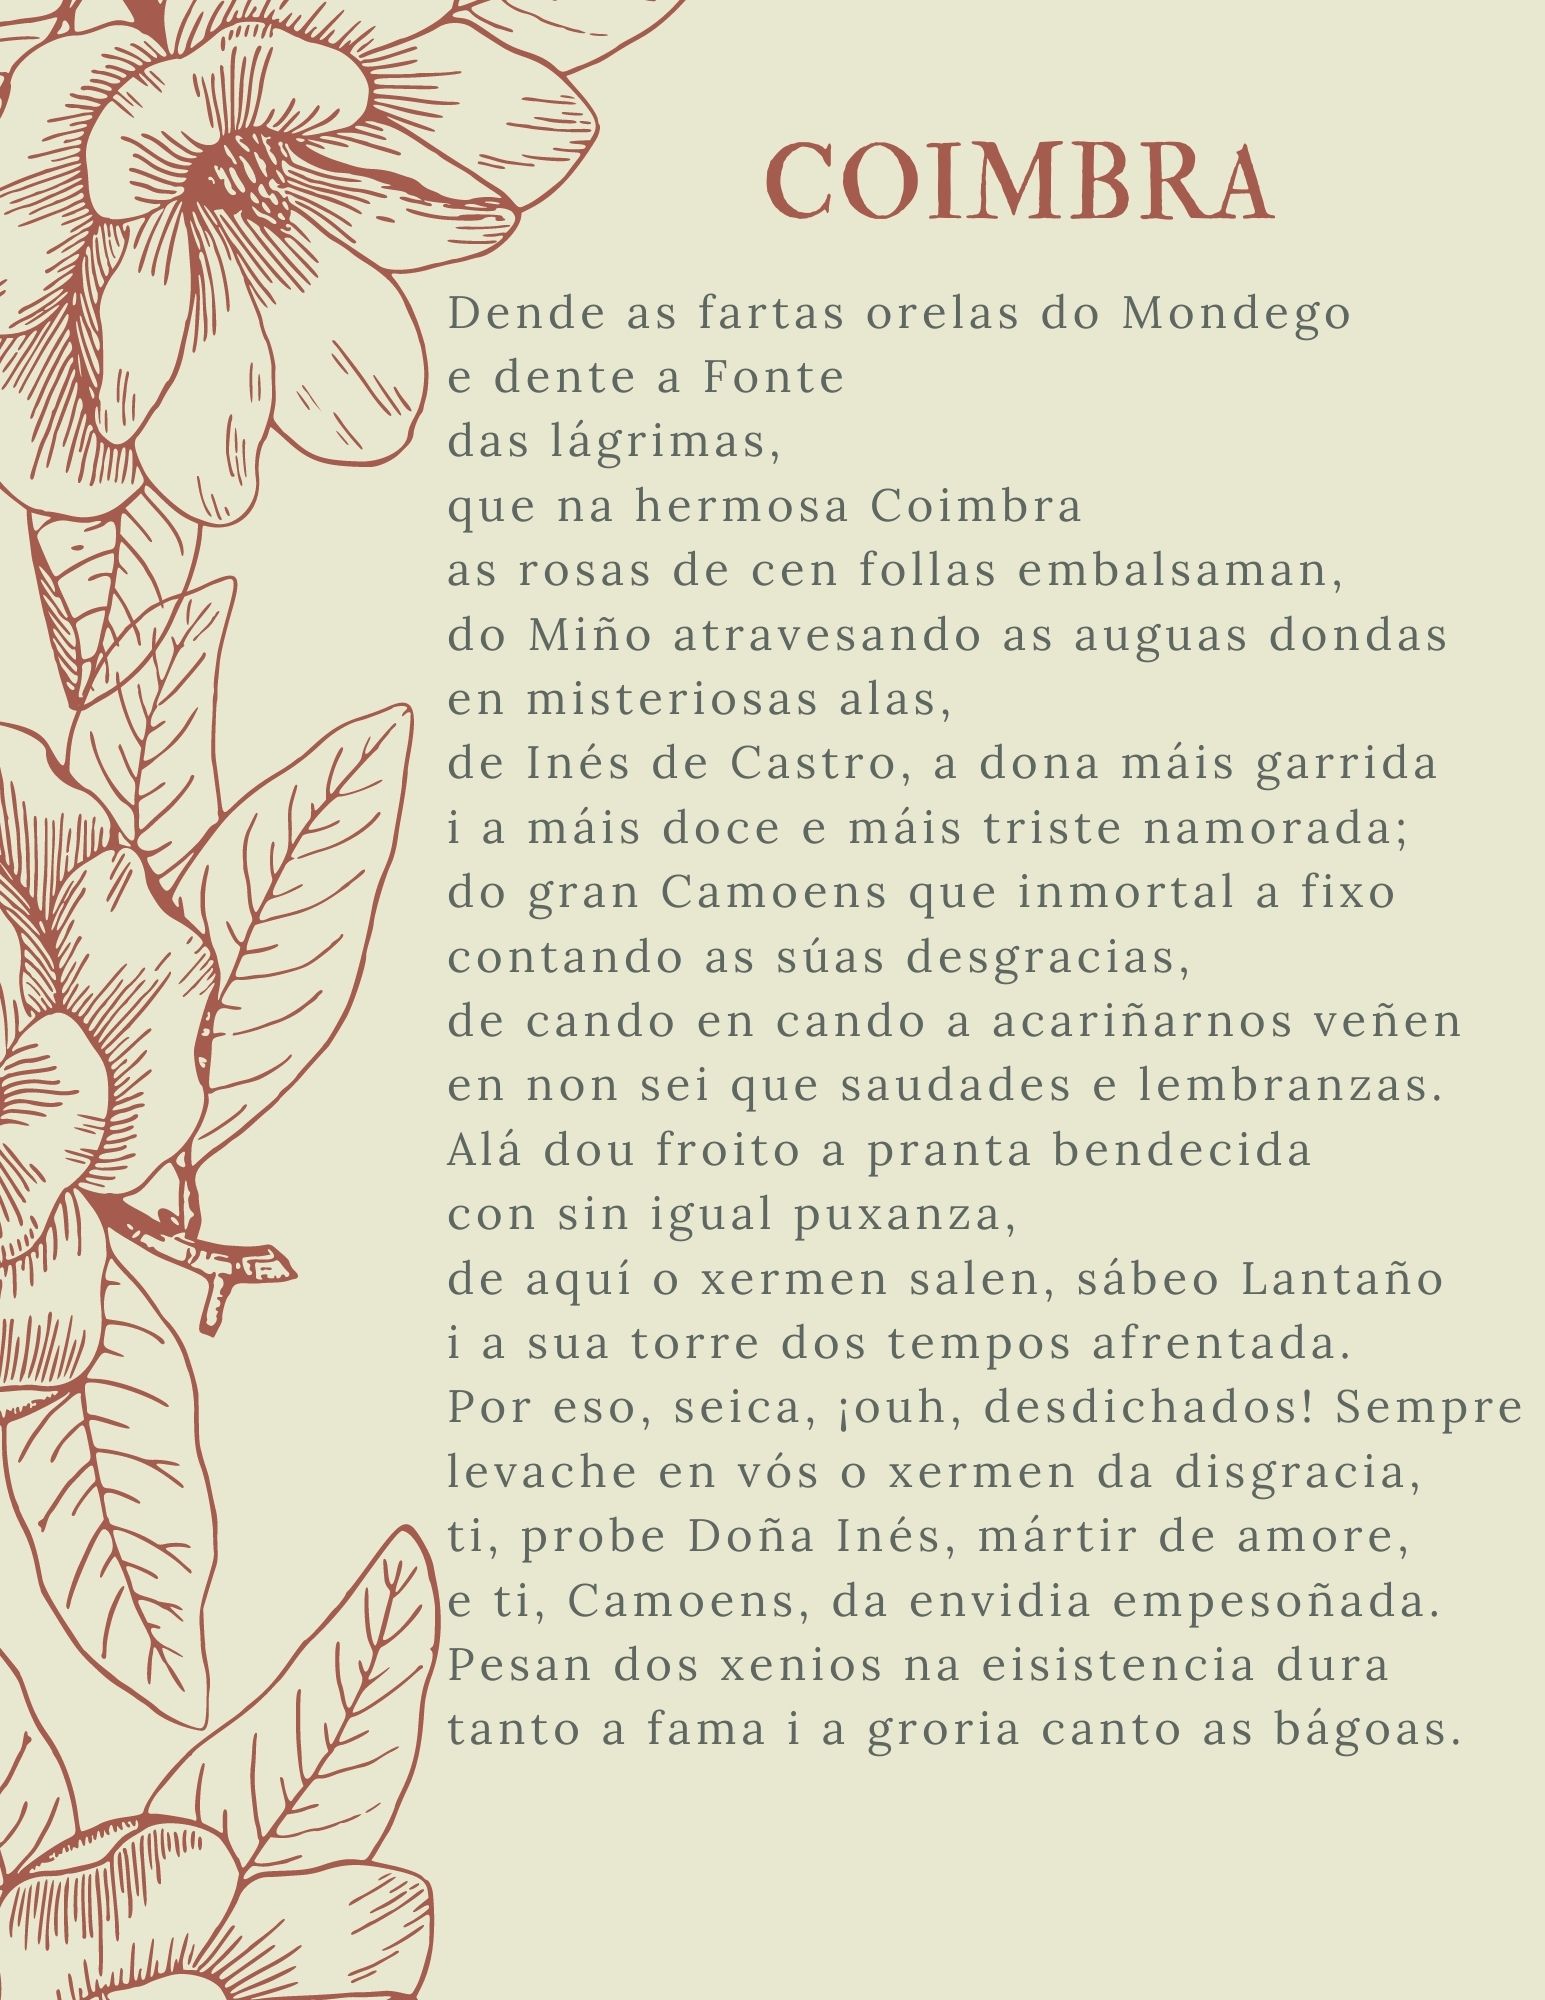 COIMBRA
Dende as fartas orelas do Mondego
e dente a Fonte
das lágrimas,
que na hermosa Coimbra
as rosas de cen follas embalsaman,
do Miño atravesando as auguas dondas
en misteriosas alas,
de Inés de Castro, a dona máis garrida
i a máis doce e máis triste namorada;
do gran Camoens que inmortal a fixo
contando as súas desgracias,
de cando en cando a acariñarnos veñen
en non sei que saudades e lembranzas.
Alá dou froito a pranta bendecida
con sin igual puxanza,
de aquí o xermen salen, sábeo Lantaño
i a sua torre dos tempos afrentada.
Por eso, seica, ¡ouh, desdichados! Sempre
levache en vós o xermen da disgracia,
ti, probe Doña Inés, mártir de amore,
e ti, Camoens, da envidia empesoñada.
Pesan dos xenios na eisistencia dura
tanto a fama i a groria canto as bágoas.